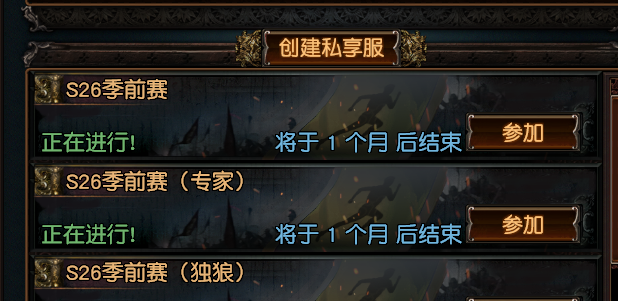 创建私享服
S26季前赛
正在进行! 将于 1 个月 后结束 参加
S26季前赛（专家）
正在进行! 将于 1 个月 后结束 参加
S26季前赛（独狼）